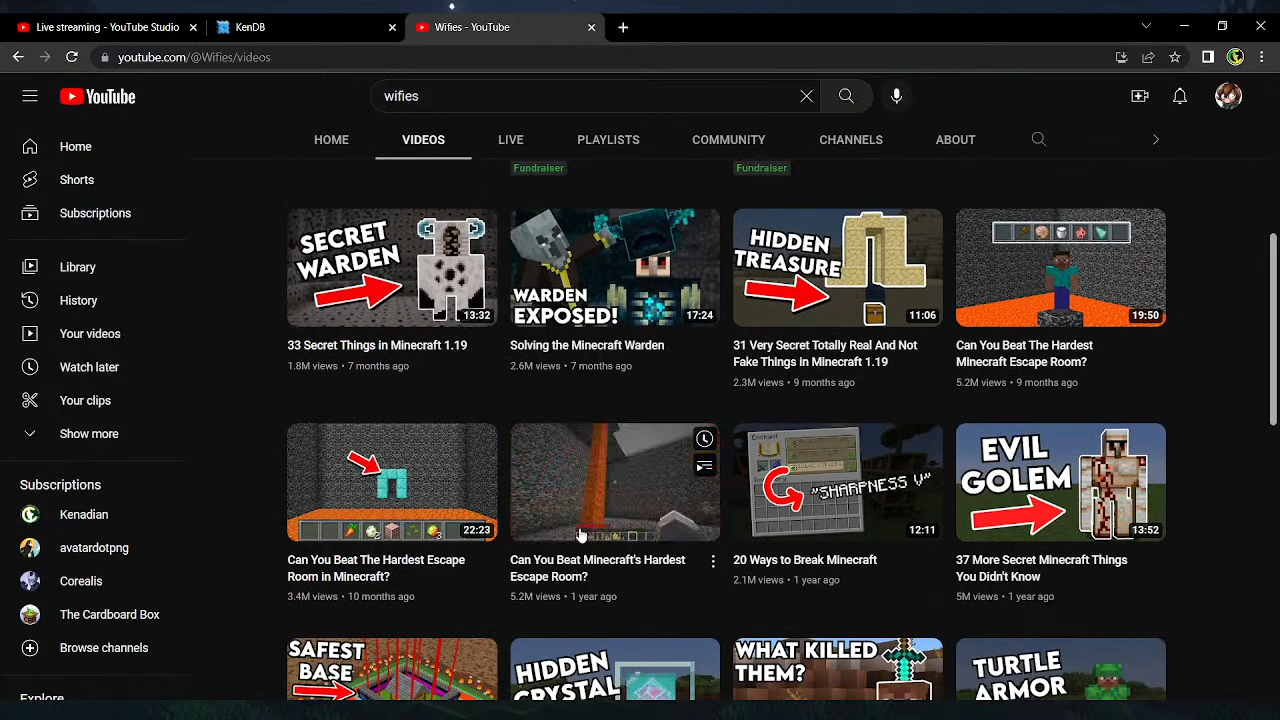 Live streaming - YouTube Studio
KenDB
Wifies - YouTube
youtube.com/@Wifies/videos
YouTube
wifies
HOME
VIDEOS
LIVE
PLAYLISTS
COMMUNITY
CHANNELS
ABOUT
Home
Shorts
Subscriptions
Library
History
Your videos
Watch later
Your clips
Show more
Subscriptions
Kenadian
avatardotpng
Corealis
The Cardboard Box
Browse channels
Explore
Fundraiser
Fundraiser
SECRET
WARDEN
13:32
33 Secret Things in Minecraft 1.19
1.8M views • 7 months ago
WARDEN
EXPOSED!
17:24
Solving the Minecraft Warden
2.6M views • 7 months ago
HIDDEN
TREASURE
11:06
31 Very Secret Totally Real And Not
Fake Things in Minecraft 1.19
2.3M views • 9 months ago
19:50
Can You Beat The Hardest
Minecraft Escape Room?
5.2M views • 9 months ago
22:23
Can You Beat The Hardest Escape
Room in Minecraft?
3.4M views • 10 months ago
Can You Beat Minecraft's Hardest
Escape Room?
5.2M views • 1 year ago
Enchant
"SHARPNESS V"
12:11
20 Ways to Break Minecraft
2.1M views • 1 year ago
EVIL
GOLEM
13:52
37 More Secret Minecraft Things
You Didn't Know
5M views • 1 year ago
SAFEST
BASE
HIDDEN
CRYSTAL
WHAT KILLED
THEM?
TURTLE
ARMOR